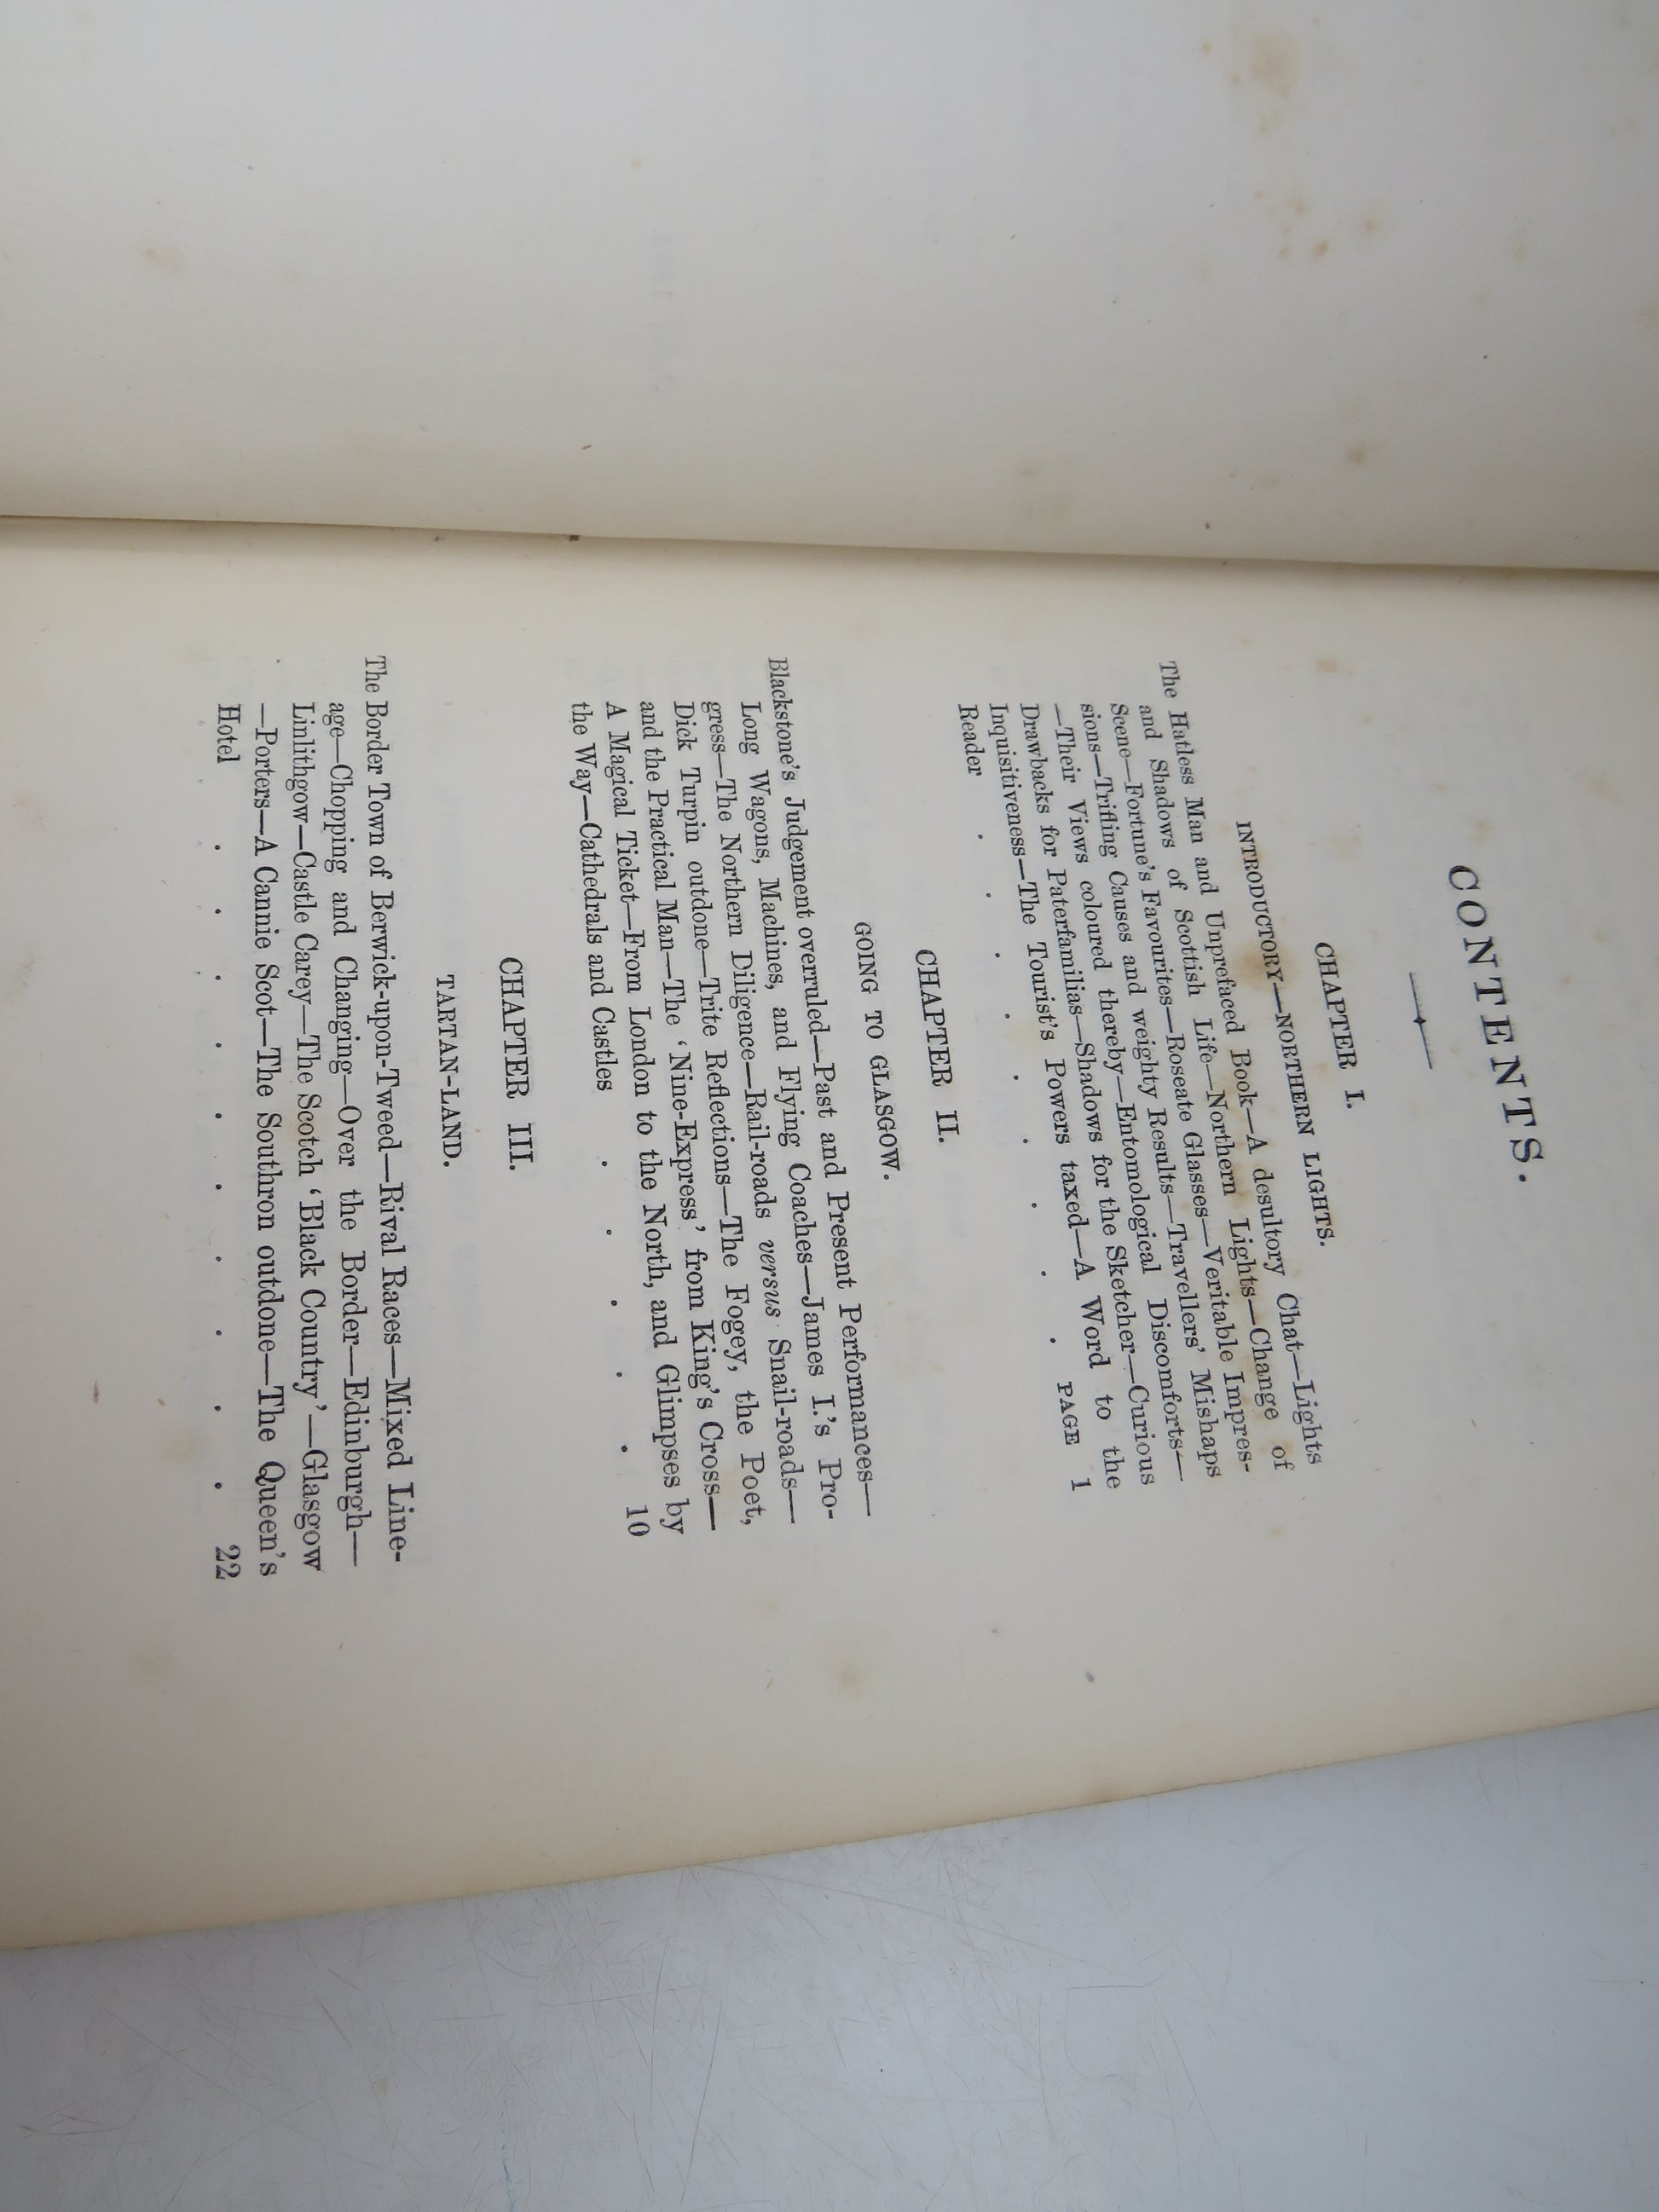 CONTENTS.
CHAPTER I.
INTRODUCTORY—NORTHERN LIGHTS.
The Hatless Man and Unprefaced Book—A desultory Chat—Lights
and Shadows of Scottish Life—Northern Lights—Change of
Scene—Fortune's Favourites—Roseate Glasses—Veritable Impres-
sions—Trifling Causes and weighty Results—Travellers' Mishaps
—Their Views coloured thereby—Entomological Discomforts—
Drawbacks for Paterfamilias—Shadows for the Sketcher—Curious
Inquisitiveness—The Tourist's Powers taxed—A Word to the
Reader . . . . . . . . . PAGE 1
CHAPTER II.
GOING TO GLASGOW.
Blackstone's Judgement overruled—Past and Present Performances—
Long Wagons, Machines, and Flying Coaches—James I.'s Pro-
gress—The Northern Diligence—Rail-roads versus Snail-roads—
Dick Turpin outdone—Trite Reflections—The Fogey, the Poet,
and the Practical Man—The 'Nine-Express' from King's Cross—
A Magical Ticket—From London to the North, and Glimpses by
the Way—Cathedrals and Castles . . . . . 10
CHAPTER III.
TARTAN-LAND.
The Border Town of Berwick-upon-Tweed—Rival Races—Mixed Line-
age—Chopping and Changing—Over the Border—Edinburgh—
Linlithgow—Castle Carey—The Scotch 'Black Country'—Glasgow
—Porters—A Cannie Scot—The Southron outdone—The Queen's
Hotel . . . . . . . . . . 22